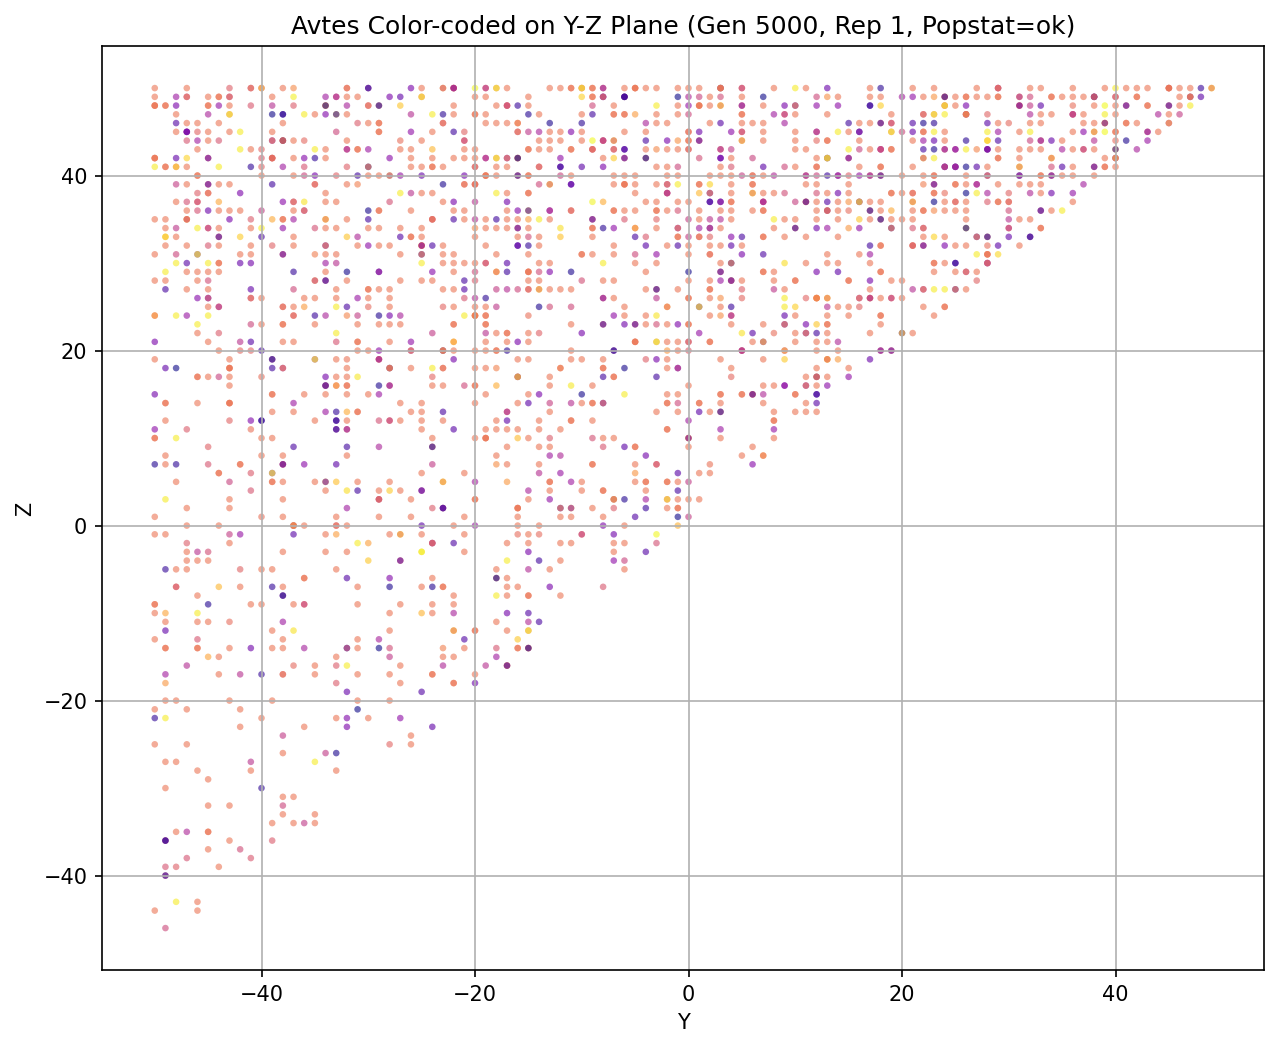 Avtes Color-coded on Y-Z Plane (Gen 5000, Rep 1, Popstat=ok)
40
20
0
−20
−40
Z
−40 −20 0 20 40
Y